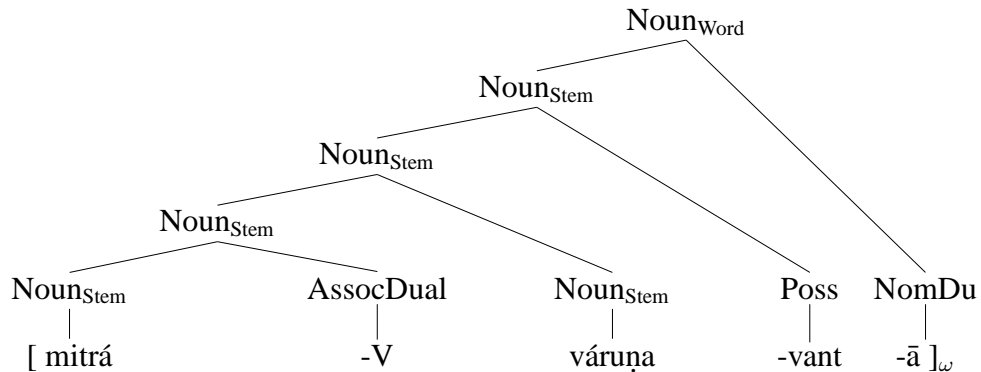 Noun_Word
Noun_Stem
Noun_Stem
Noun_Stem
Noun_Stem AssocDual Noun_Stem Poss NomDu
[ mitrá -V váruṇa -vant -ā ]_ω